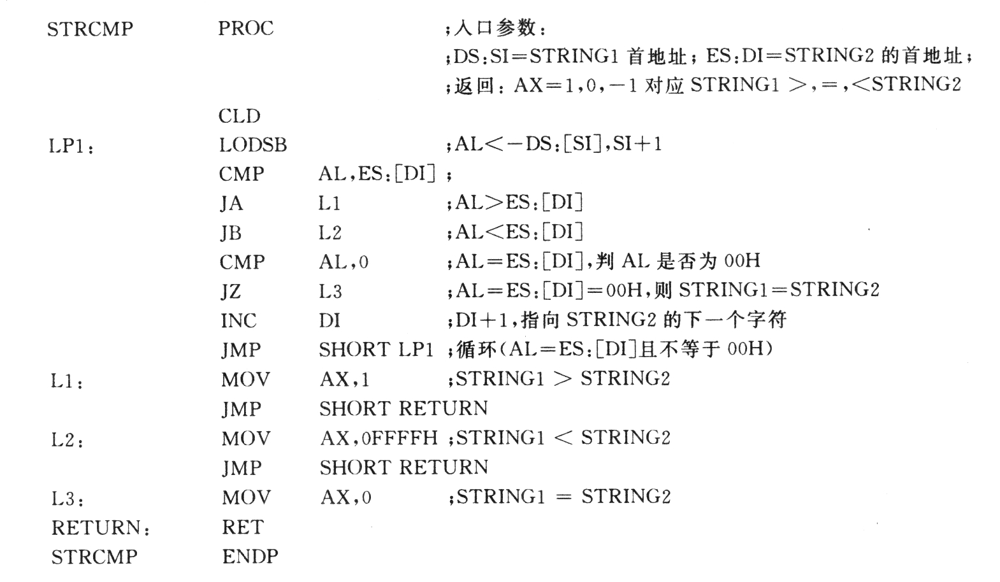 STRCMP PROC ;入口参数:
;DS:SI=STRING1 首地址; ES:DI=STRING2 的首地址;
;返回: AX=1,0,-1 对应 STRING1 >,=,<STRING2
CLD
LP1: LODSB ;AL<-DS:[SI],SI+1
CMP AL,ES:[DI] ;
JA L1 ;AL>ES:[DI]
JB L2 ;AL<ES:[DI]
CMP AL,0 ;AL=ES:[DI],判 AL 是否为 00H
JZ L3 ;AL=ES:[DI]=00H,则 STRING1=STRING2
INC DI ;DI+1,指向 STRING2 的下一个字符
JMP SHORT LP1 ;循环(AL=ES:[DI]且不等于 00H)
L1: MOV AX,1 ;STRING1 > STRING2
JMP SHORT RETURN
L2: MOV AX,0FFFFH ;STRING1 < STRING2
JMP SHORT RETURN
L3: MOV AX,0 ;STRING1 = STRING2
RETURN: RET
STRCMP ENDP